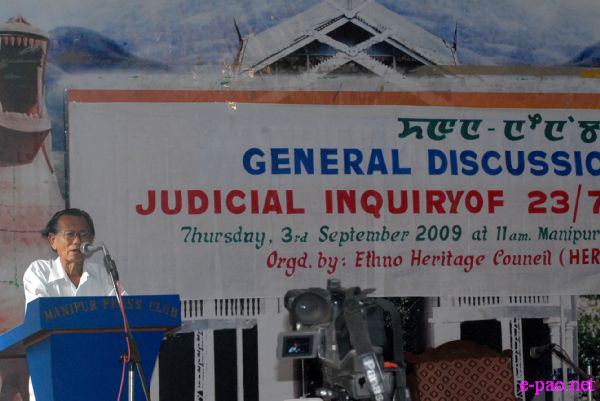 GENERAL DISCUSSIO
JUDICIAL INQUIRYOF 23/7
Thursday, 3rd September 2009 at 11am. Manipur
Orgd. by: Ethno Heritage Council (HER
MANIPUR PRESS CLUB
e-pao.net